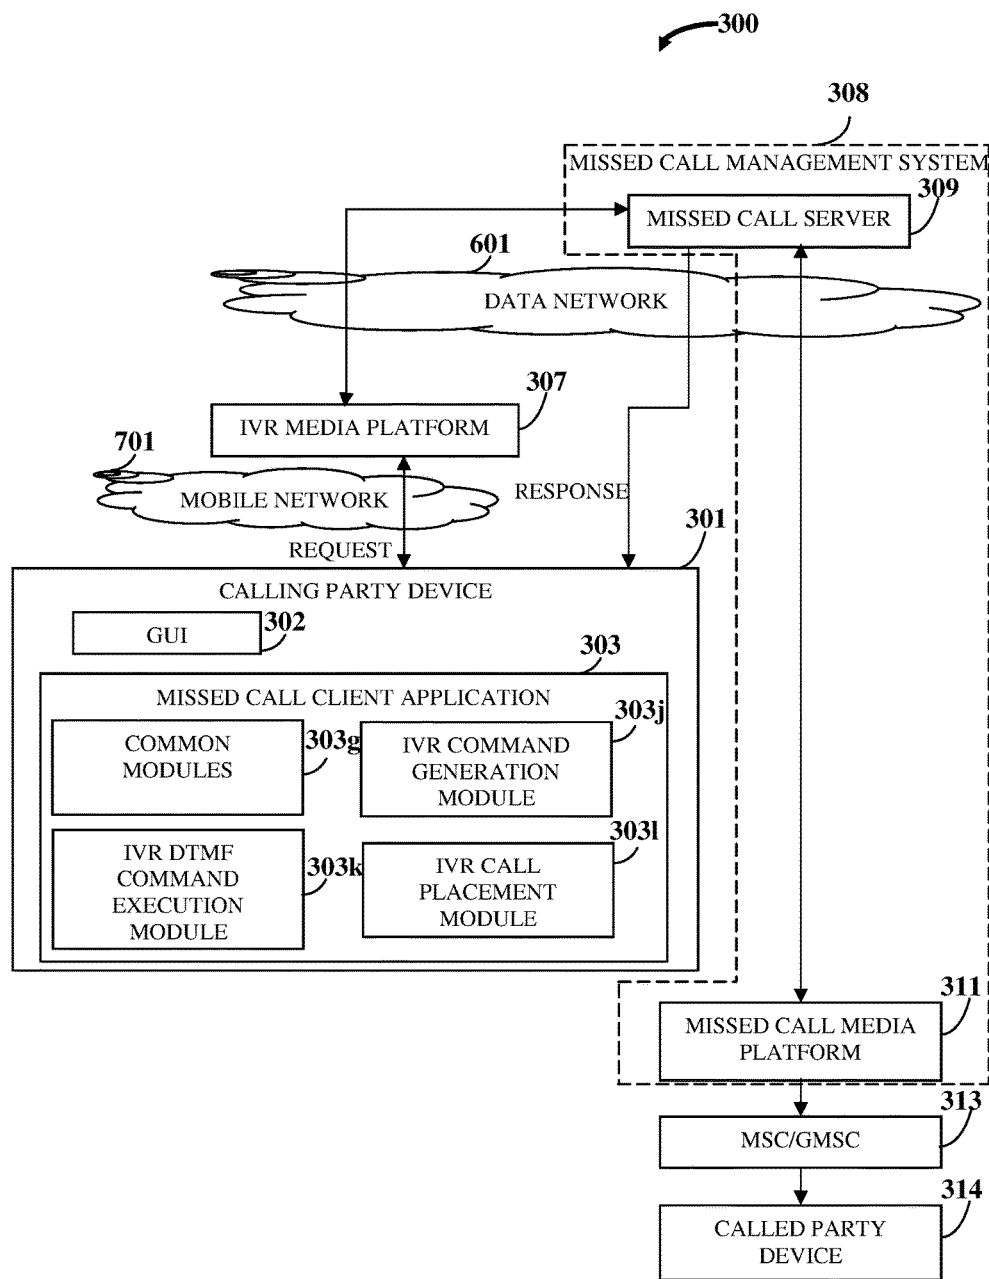 300
308
MISSED CALL MANAGEMENT SYSTEM
309
MISSED CALL SERVER
601
DATA NETWORK
307
IVR MEDIA PLATFORM
701
MOBILE NETWORK
RESPONSE
REQUEST
301
CALLING PARTY DEVICE
302
GUI
303
MISSED CALL CLIENT APPLICATION
COMMON
MODULES
303g
IVR COMMAND
GENERATION
MODULE
303j
IVR DTMF
COMMAND
EXECUTION
MODULE
303k
IVR CALL
PLACEMENT
MODULE
303l
311
MISSED CALL MEDIA
PLATFORM
313
MSC/GMSC
314
CALLED PARTY
DEVICE